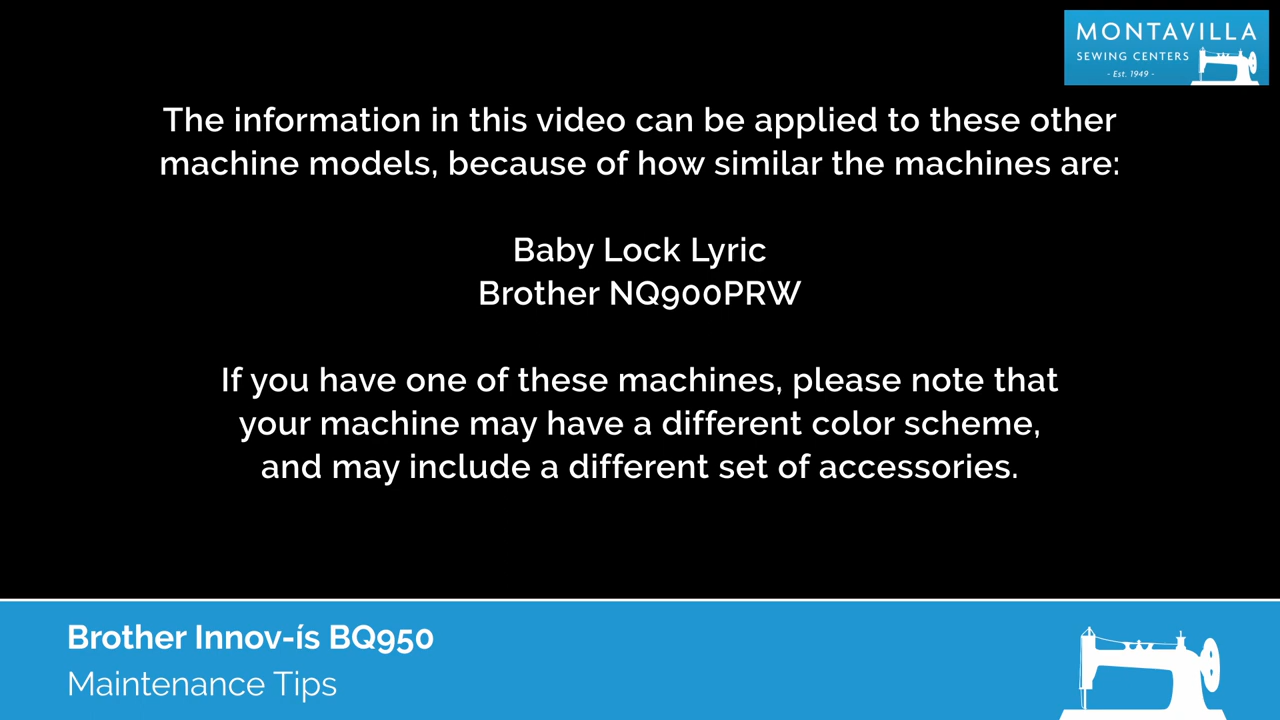 MONTAVILLA
SEWING CENTERS
- Est. 1949 -
The information in this video can be applied to these other
machine models, because of how similar the machines are:
Baby Lock Lyric
Brother NQ900PRW
If you have one of these machines, please note that
your machine may have a different color scheme,
and may include a different set of accessories.
Brother Innov-ís BQ950
Maintenance Tips